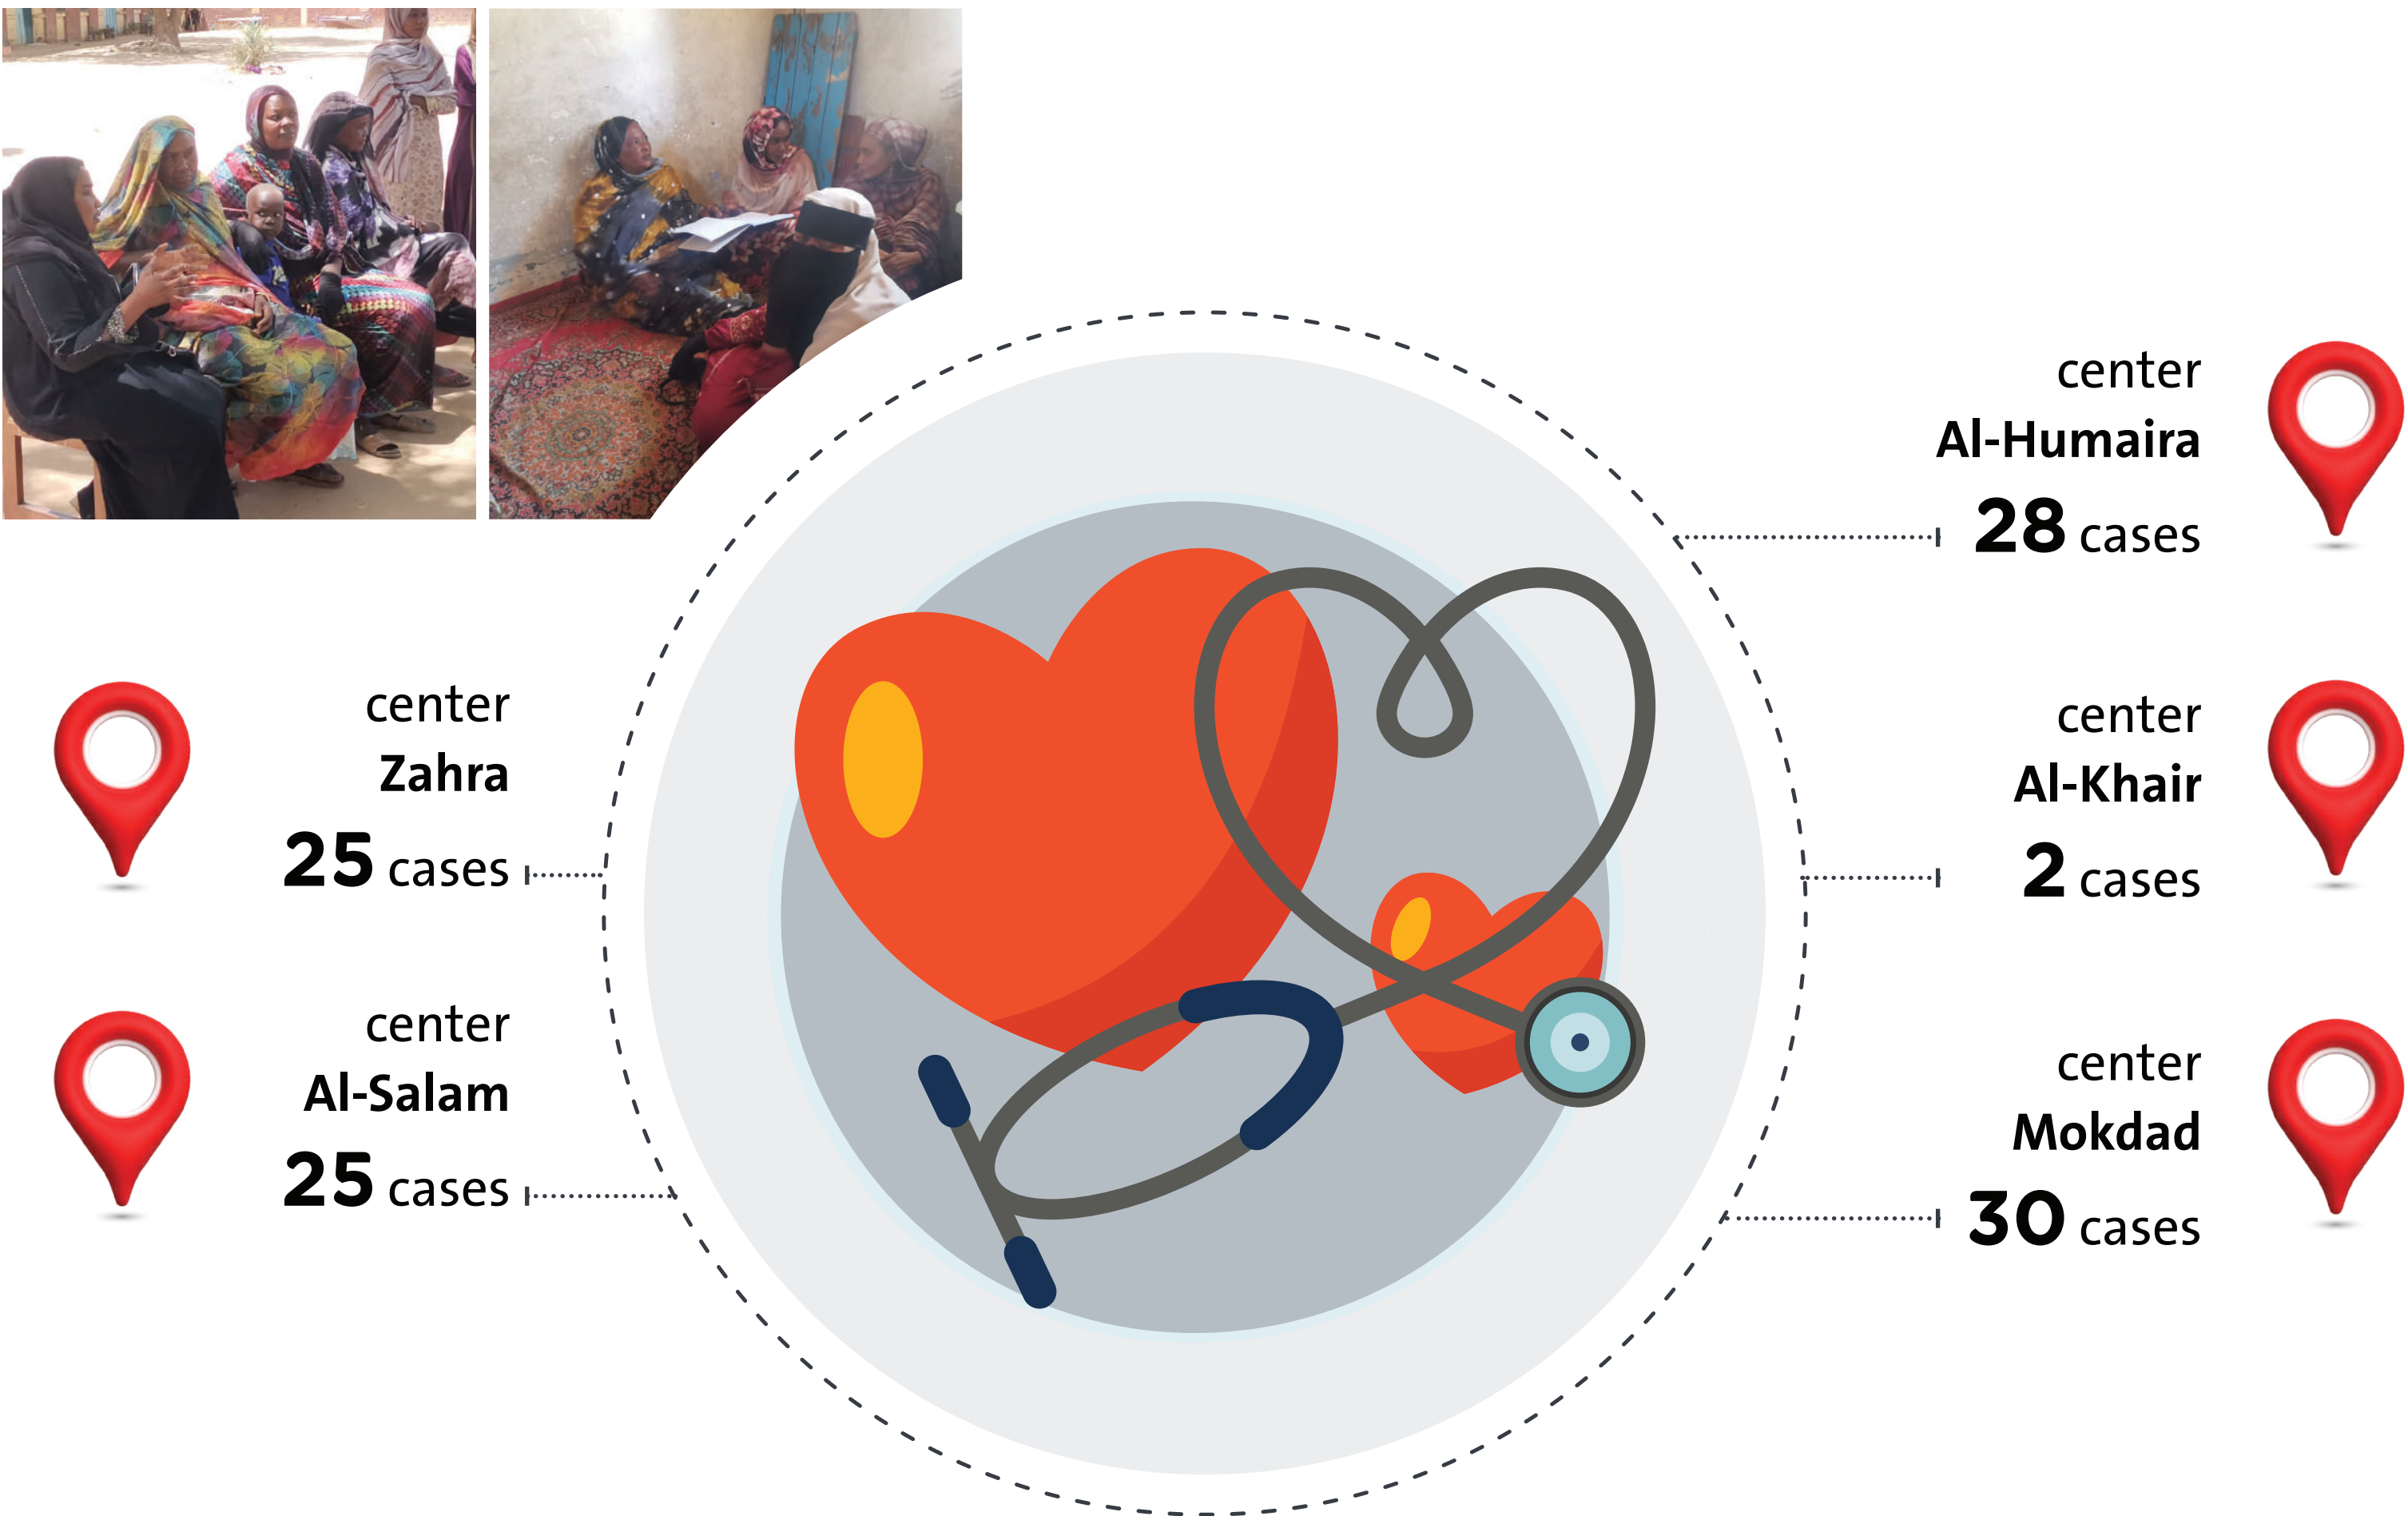 center
Al-Humaira
28 cases
center
Zahra
25 cases
center
Al-Khair
2 cases
center
Al-Salam
25 cases
center
Mokdad
30 cases